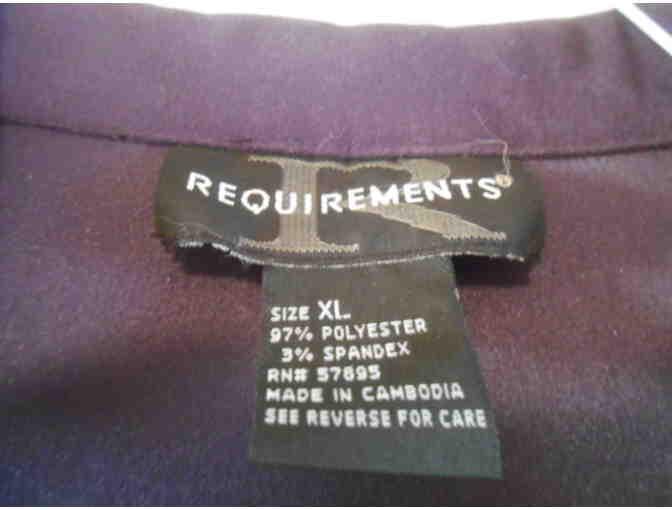 REQUIREMENTS®
SIZE XL
97% POLYESTER
3% SPANDEX
RN# 57695
MADE IN CAMBODIA
SEE REVERSE FOR CARE